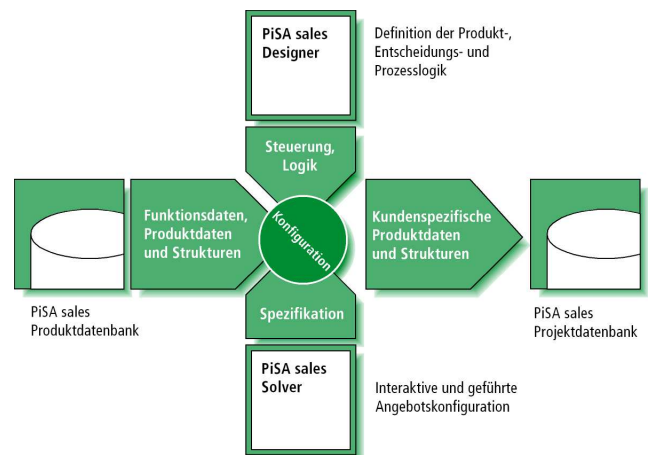 PiSA sales
Designer
Definition der Produkt-,
Entscheidungs- und
Prozesslogik
Steuerung,
Logik
Funktionsdaten,
Produktdaten
und Strukturen
Konfiguration
Kundenspezifische
Produktdaten
und Strukturen
PiSA sales
Produktdatenbank
Spezifikation
PiSA sales
Projektdatenbank
PiSA sales
Solver
Interaktive und geführte
Angebotskonfiguration